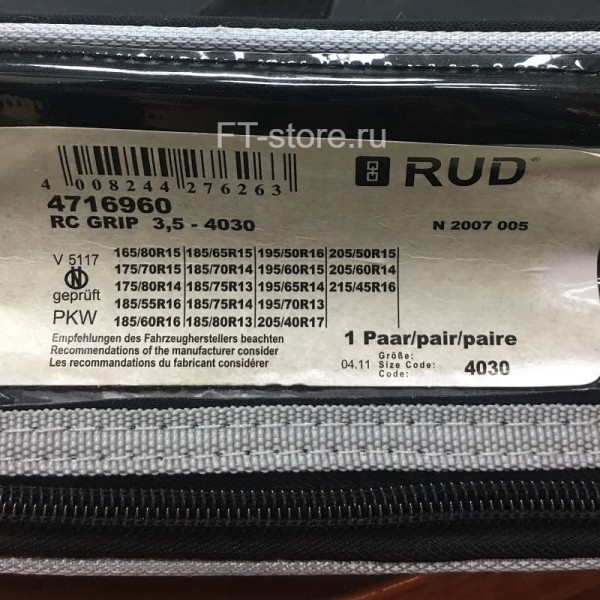 FT-store.ru
4 008244 276263
RUD®
4716960
RC GRIP 3,5 - 4030
N 2007 005
V 5117
geprüft
PKW
165/80R15 185/65R15 195/50R16 205/50R15
175/70R15 185/70R14 195/60R15 205/60R14
175/80R14 185/75R13 195/65R14 215/45R16
185/55R16 185/75R14 195/70R13
185/60R16 185/80R13 205/40R17
Empfehlungen des Fahrzeugherstellers beachten
Recommendations of the manufacturer consider
Les recommandations du fabricant considérer
1 Paar/pair/paire
04.11 Größe:
Size Code:
Code:
4030